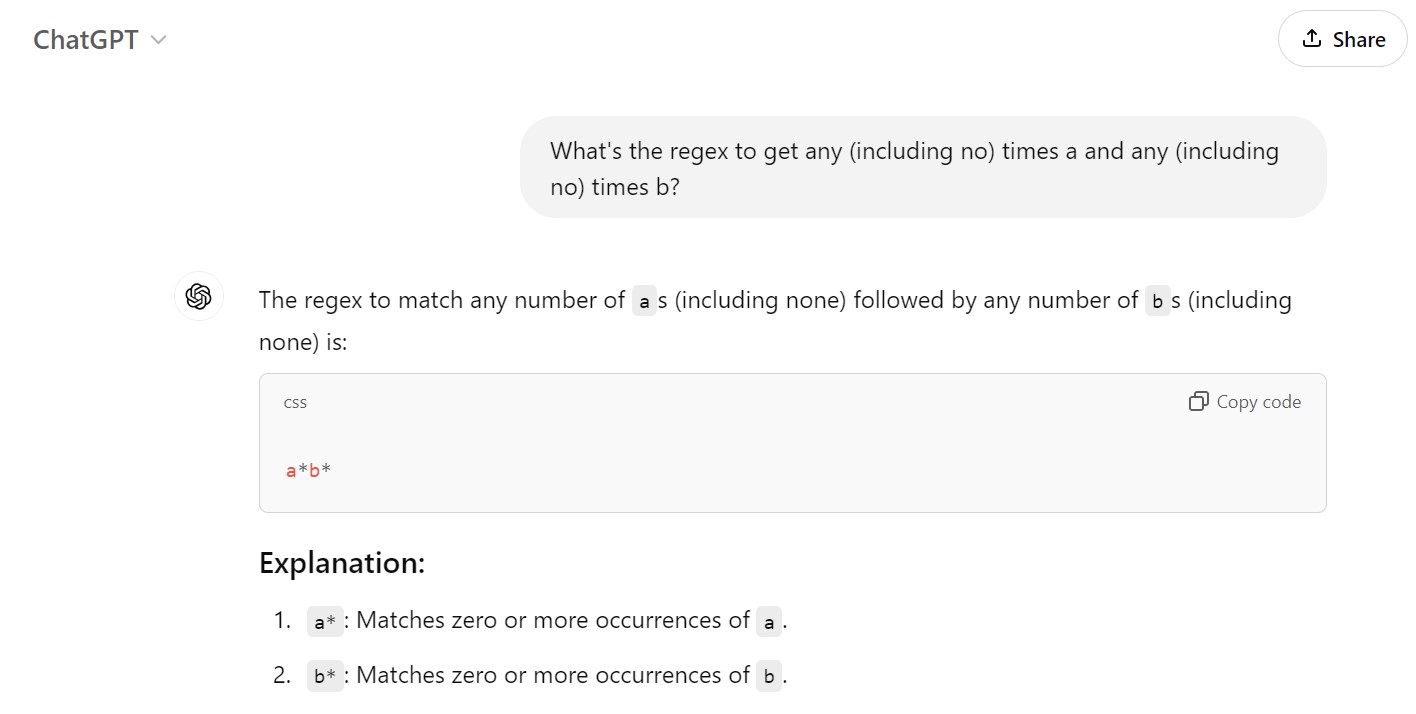 ChatGPT
Share
What's the regex to get any (including no) times a and any (including
no) times b?
The regex to match any number of a s (including none) followed by any number of b s (including
none) is:
css
Copy code
a*b*
Explanation:
1. a* : Matches zero or more occurrences of a .
2. b* : Matches zero or more occurrences of b .